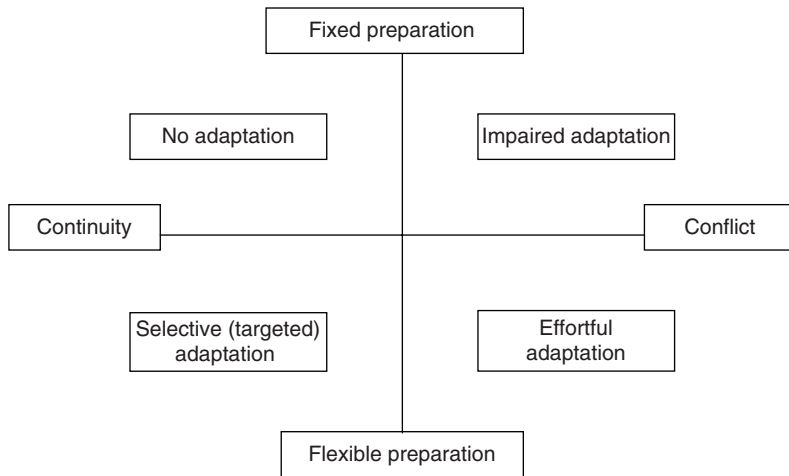 Fixed preparation
No adaptation
Impaired adaptation
Continuity
Conflict
Selective (targeted)
adaptation
Effortful
adaptation
Flexible preparation